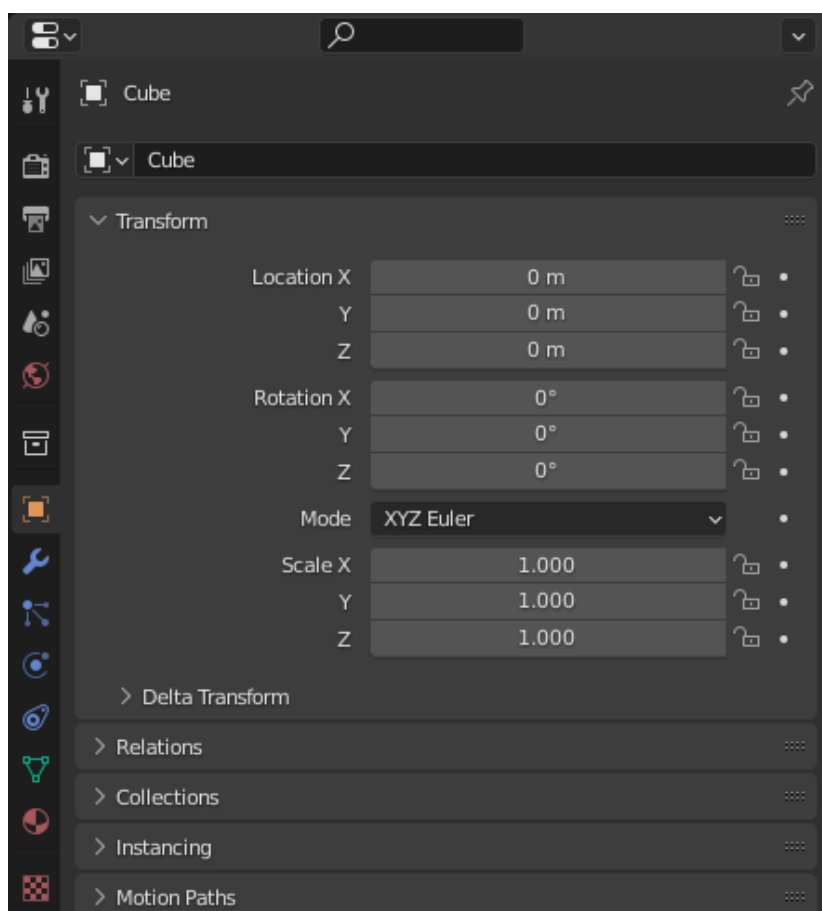 Cube
Cube
Transform
Location X 0 m
Y 0 m
Z 0 m
Rotation X 0°
Y 0°
Z 0°
Mode XYZ Euler
Scale X 1.000
Y 1.000
Z 1.000
Delta Transform
Relations
Collections
Instancing
Motion Paths